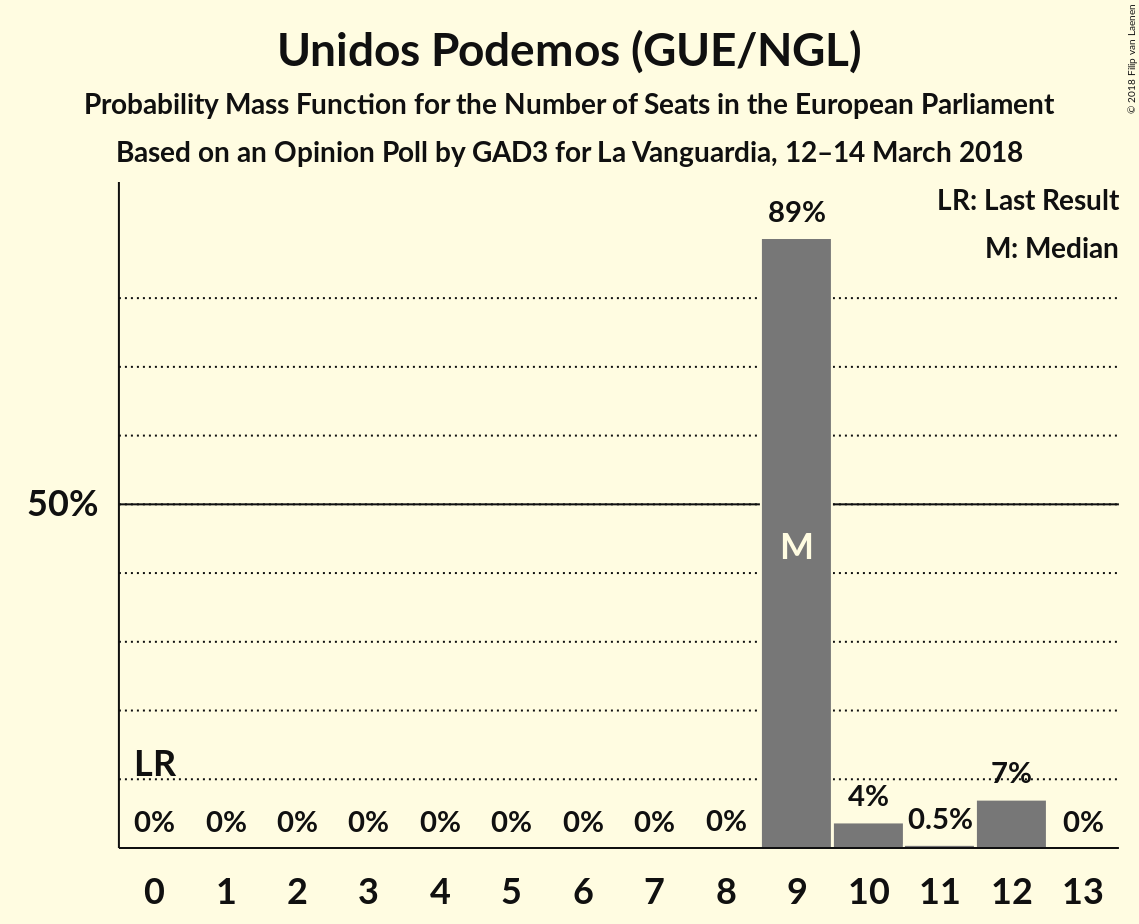 Unidos Podemos (GUE/NGL)
Probability Mass Function for the Number of Seats in the European Parliament
Based on an Opinion Poll by GAD3 for La Vanguardia, 12–14 March 2018
© 2018 Filip van Laenen
LR: Last Result
M: Median
89%
50%
M
LR
7%
4%
0% 0% 0% 0% 0% 0% 0% 0% 0% 0.5% 0%
0 1 2 3 4 5 6 7 8 9 10 11 12 13